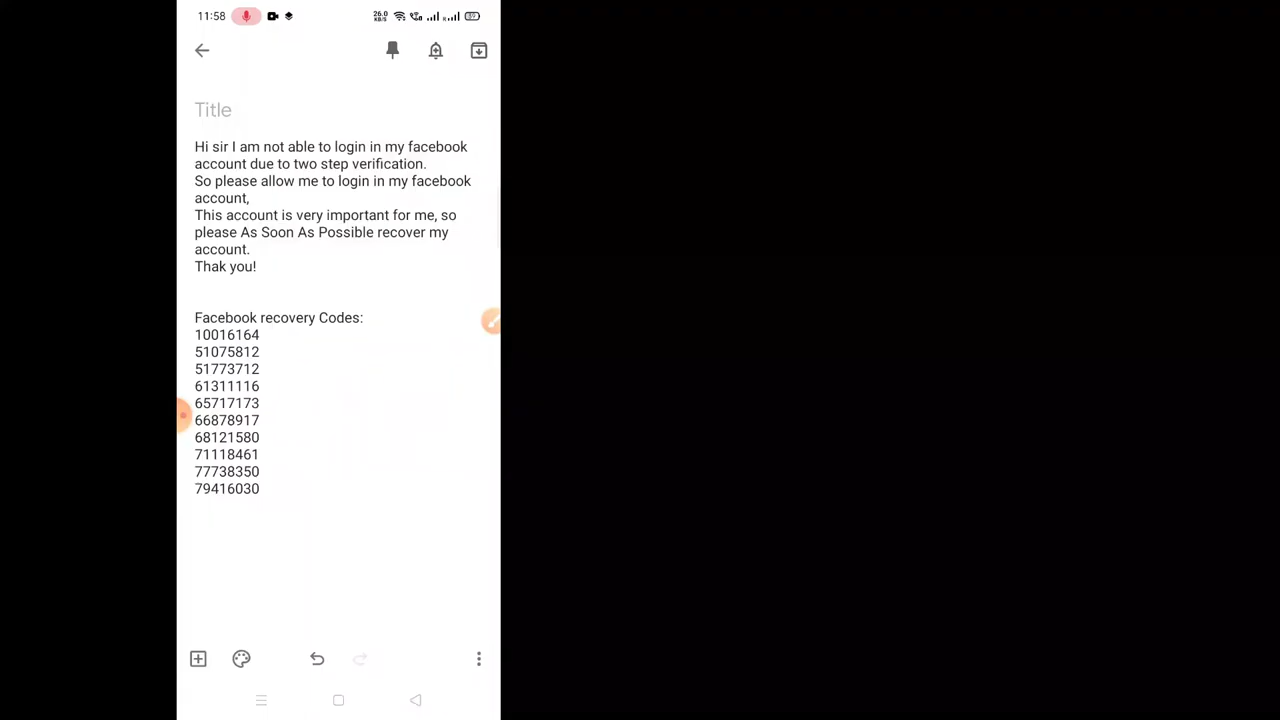 11:58
26.0
KB/S
Title
Hi sir I am not able to login in my facebook
account due to two step verification.
So please allow me to login in my facebook
account,
This account is very important for me, so
please As Soon As Possible recover my
account.
Thak you!
Facebook recovery Codes:
10016164
51075812
51773712
61311116
65717173
66878917
68121580
71118461
77738350
79416030